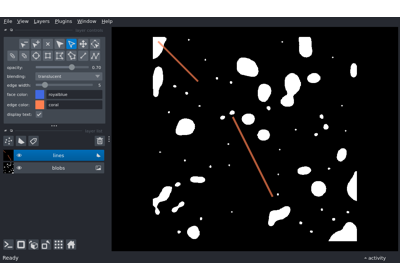 File View Layers Plugins Window Help
opacity: 0.70
blending: translucent
edge width: 5
face color: royalblue
edge color: coral
display text:
lines
blobs
Ready
activity